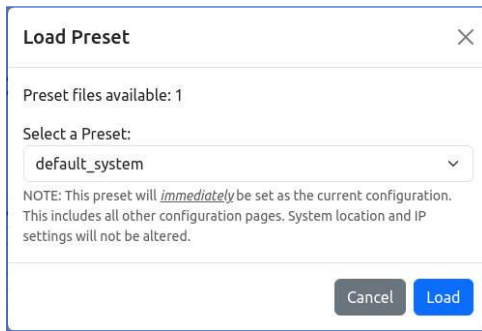 Load Preset
Preset files available: 1
Select a Preset:
default_system
NOTE: This preset will immediately be set as the current configuration.
This includes all other configuration pages. System location and IP
settings will not be altered.
Cancel Load